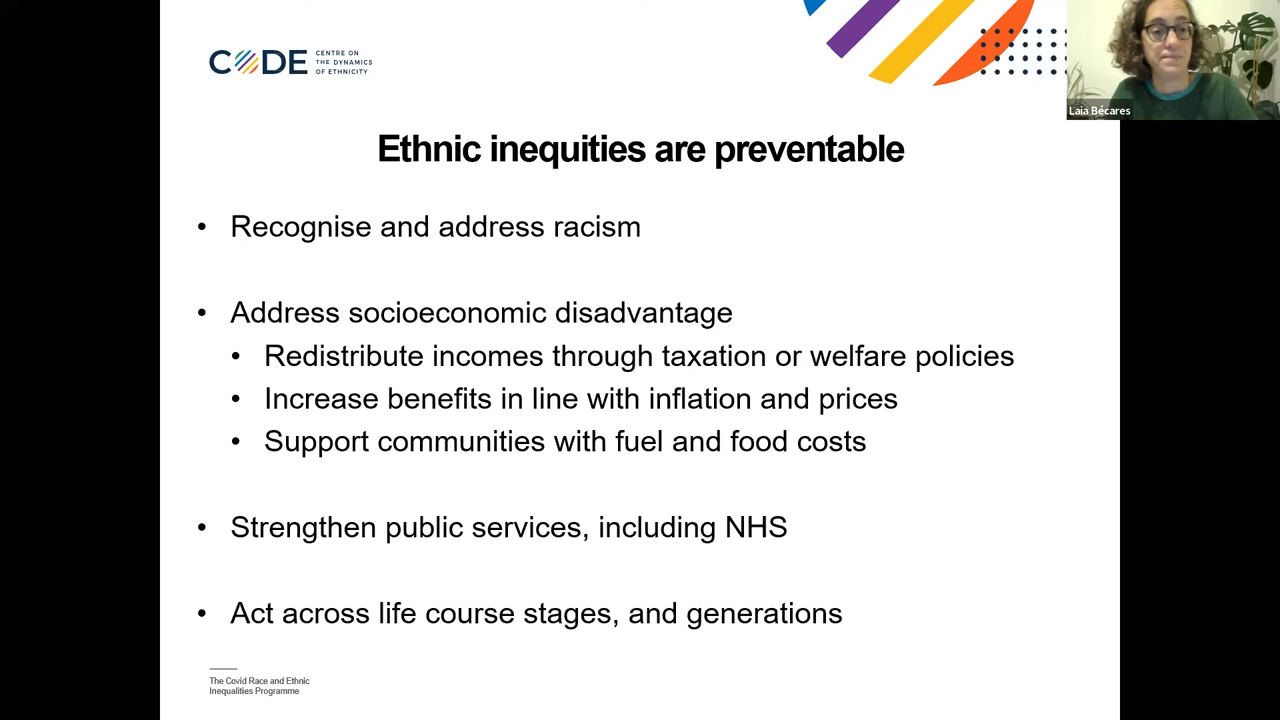 CODE
CENTRE ON
THE DYNAMICS
OF ETHNICITY
Laia Bécares
Ethnic inequities are preventable
• Recognise and address racism
• Address socioeconomic disadvantage
• Redistribute incomes through taxation or welfare policies
• Increase benefits in line with inflation and prices
• Support communities with fuel and food costs
• Strengthen public services, including NHS
• Act across life course stages, and generations
The Covid Race and Ethnic
Inequalities Programme